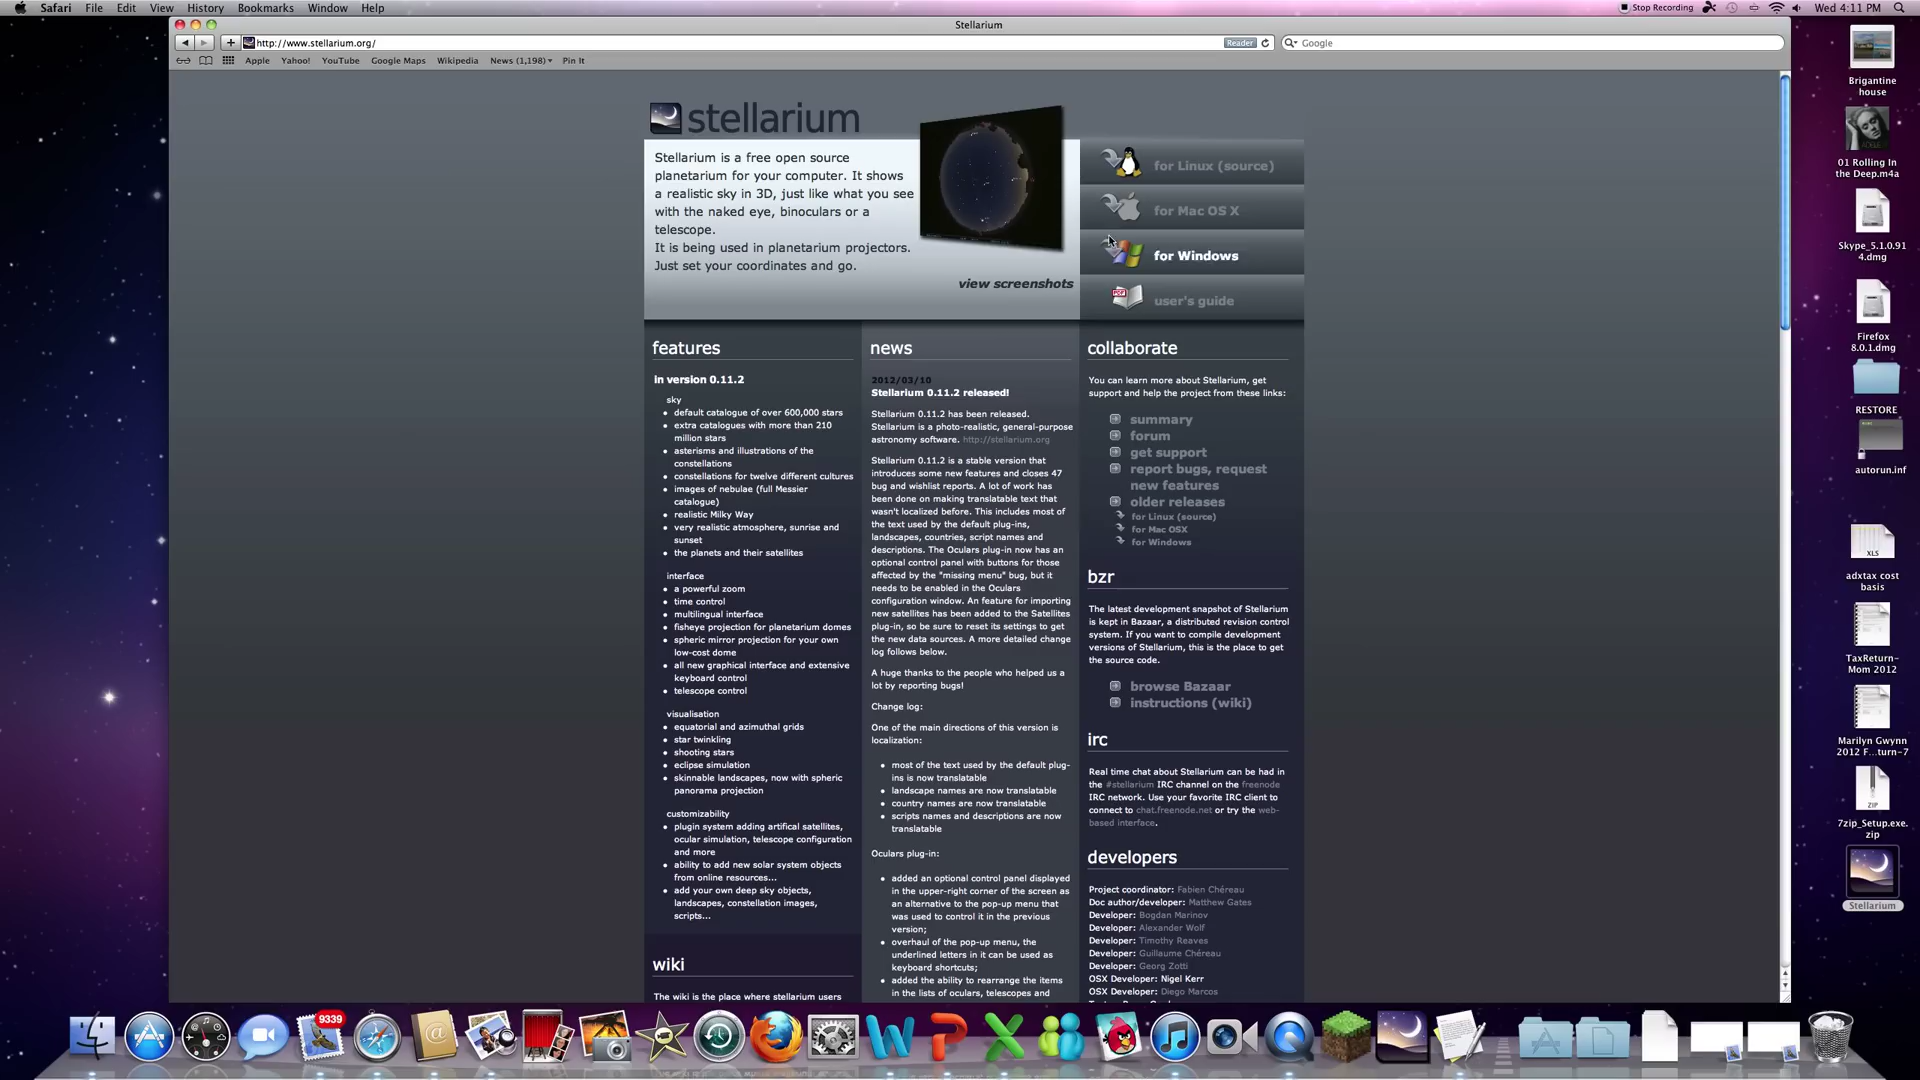 Safari File Edit View History Bookmarks Window Help
Stop Recording
Wed 4:11 PM
Stellarium
http://www.stellarium.org/
Reader
Google
Apple Yahoo! YouTube Google Maps Wikipedia News (1,198) Pin It
stellarium
Stellarium is a free open source
planetarium for your computer. It shows
a realistic sky in 3D, just like what you see
with the naked eye, binoculars or a
telescope.
It is being used in planetarium projectors.
Just set your coordinates and go.
view screenshots
for Linux (source)
for Mac OS X
for Windows
PDF
user's guide
features
in version 0.11.2
sky
default catalogue of over 600,000 stars
extra catalogues with more than 210
million stars
asterisms and illustrations of the
constellations
constellations for twelve different cultures
images of nebulae (full Messier
catalogue)
realistic Milky Way
very realistic atmosphere, sunrise and
sunset
the planets and their satellites
interface
a powerful zoom
time control
multilingual interface
fisheye projection for planetarium domes
spheric mirror projection for your own
low-cost dome
all new graphical interface and extensive
keyboard control
telescope control
visualisation
equatorial and azimuthal grids
star twinkling
shooting stars
eclipse simulation
skinnable landscapes, now with spheric
panorama projection
customizability
plugin system adding artifical satellites,
ocular simulation, telescope configuration
and more
ability to add new solar system objects
from online resources...
add your own deep sky objects,
landscapes, constellation images,
scripts...
wiki
The wiki is the place where stellarium users
news
2012/03/10
Stellarium 0.11.2 released!
Stellarium 0.11.2 has been released.
Stellarium is a photo-realistic, general-purpose
astronomy software. http://stellarium.org
Stellarium 0.11.2 is a stable version that
introduces some new features and closes 47
bug and wishlist reports. A lot of work has
been done on making translatable text that
wasn't localized before. This includes most of
the text used by the default plug-ins,
landscapes, countries, script names and
descriptions. The Oculars plug-in now has an
optional control panel with buttons for those
affected by the "missing menu" bug, but it
needs to be enabled in the Oculars
configuration window. An feature for importing
new satellites has been added to the Satellites
plug-in, so be sure to reset its settings to get
the new data sources. A more detailed change
log follows below.
A huge thanks to the people who helped us a
lot by reporting bugs!
Change log:
One of the main directions of this version is
localization:
most of the text used by the default plug-
ins is now translatable
landscape names are now translatable
country names are now translatable
scripts names and descriptions are now
translatable
Oculars plug-in:
added an optional control panel displayed
in the upper-right corner of the screen as
an alternative to the pop-up menu that
was used to control it in the previous
version;
overhaul of the pop-up menu, the
underlined letters in it can be used as
keyboard shortcuts;
added the ability to rearrange the items
in the lists of oculars, telescopes and
collaborate
You can learn more about Stellarium, get
support and help the project from these links:
summary
forum
get support
report bugs, request
new features
older releases
for Linux (source)
for Mac OSX
for Windows
bzr
The latest development snapshot of Stellarium
is kept in Bazaar, a distributed revision control
system. If you want to compile development
versions of Stellarium, this is the place to get
the source code.
browse Bazaar
instructions (wiki)
irc
Real time chat about Stellarium can be had in
the #stellarium IRC channel on the freenode
IRC network. Use your favorite IRC client to
connect to chat.freenode.net or try the web-
based interface.
developers
Project coordinator: Fabien Chéreau
Doc author/developer: Matthew Gates
Developer: Bogdan Marinov
Developer: Alexander Wolf
Developer: Timothy Reaves
Developer: Guillaume Chéreau
Developer: Georg Zotti
OSX Developer: Nigel Kerr
OSX Developer: Diego Marcos
Brigantine
house
01 Rolling In
the Deep.m4a
Skype_5.1.0.91
4.dmg
Firefox
8.0.1.dmg
RESTORE
autorun.inf
XLS
adxtax cost
basis
TaxReturn-
Mom 2012
Marilyn Gwynn
2012 F...turn-7
ZIP
7zip_Setup.exe.
zip
Stellarium
9339